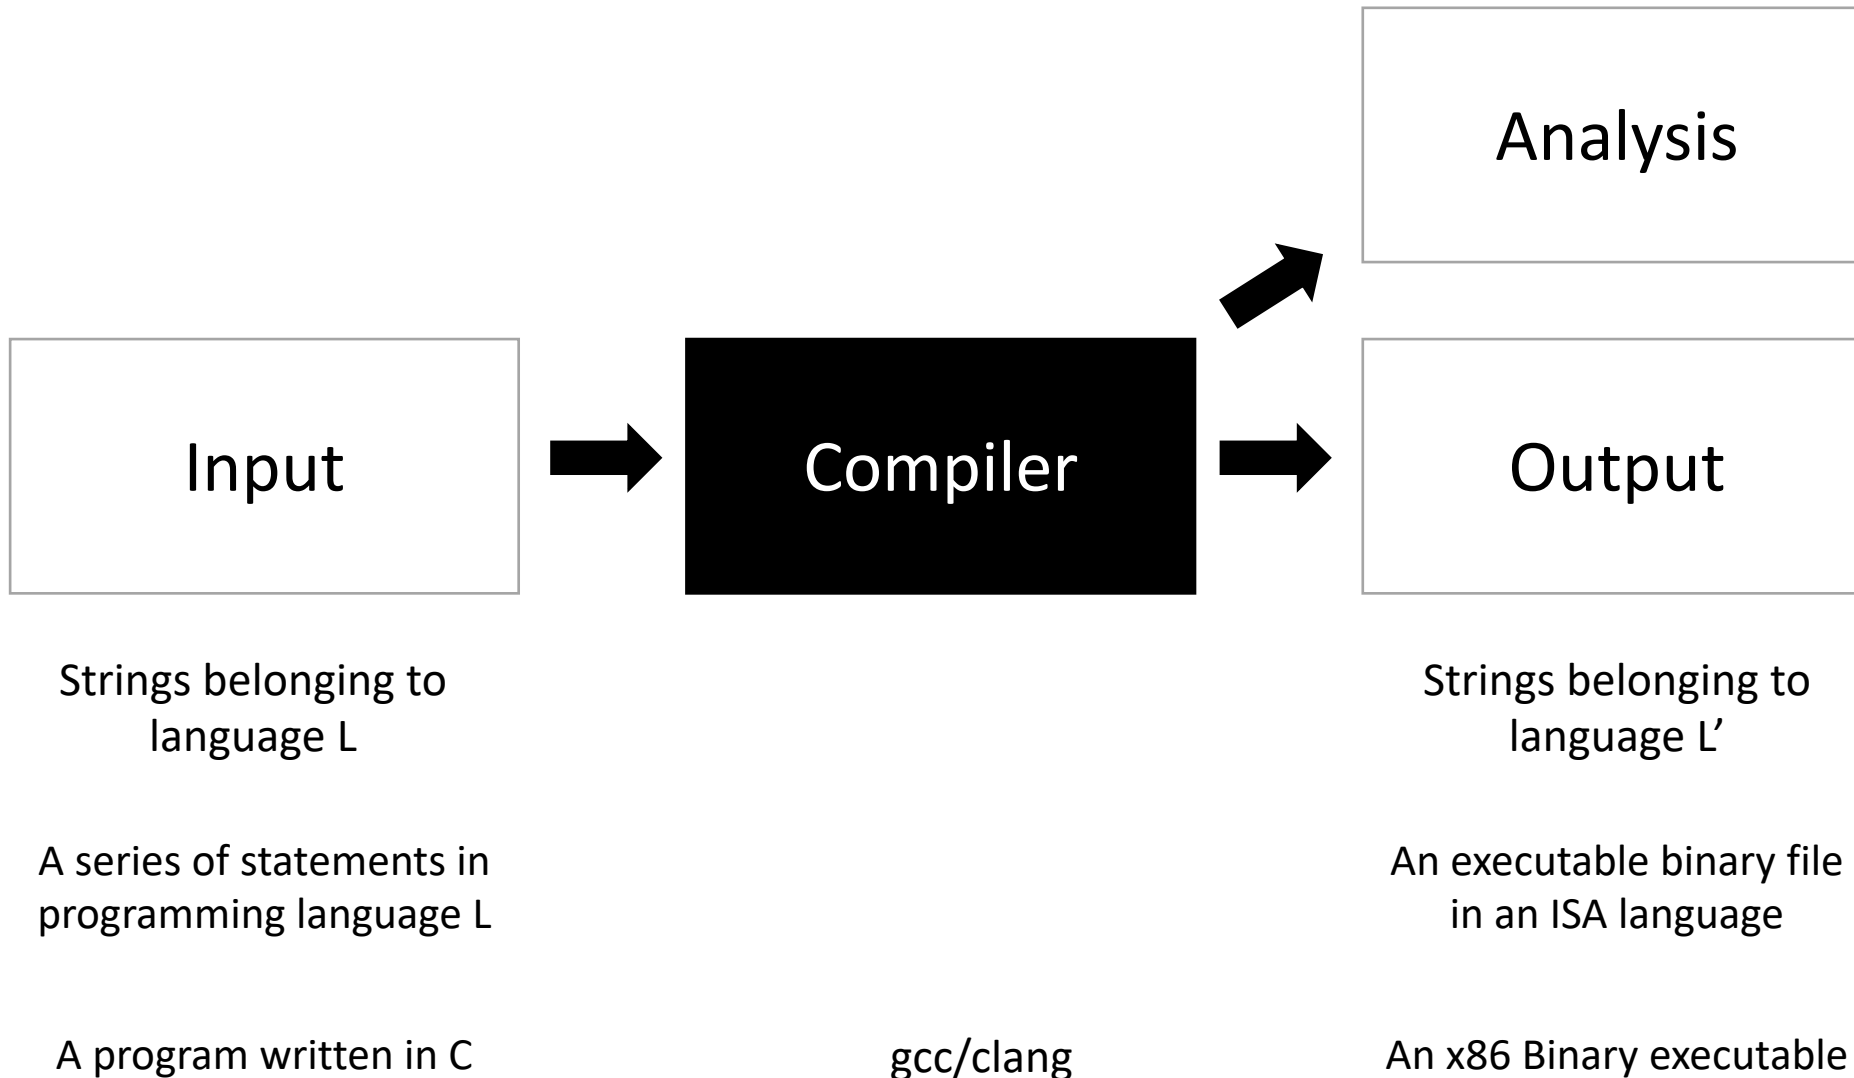 Analysis
Input
Compiler
Output
Strings belonging to
language L
Strings belonging to
language L’
A series of statements in
programming language L
An executable binary file
in an ISA language
A program written in C
gcc/clang
An x86 Binary executable